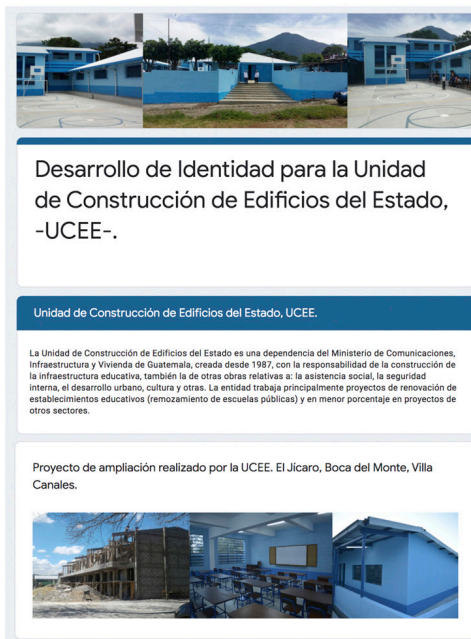 Desarrollo de Identidad para la Unidad
de Construcción de Edificios del Estado,
-UCEE-.
Unidad de Construcción de Edificios del Estado, UCEE.
La Unidad de Construcción de Edificios del Estado es una dependencia del Ministerio de Comunicaciones,
Infraestructura y Vivienda de Guatemala, creada desde 1987, con la responsabilidad de la construcción de
la infraestructura educativa, también la de otras obras relativas a: la asistencia social, la seguridad
interna, el desarrollo urbano, cultura y otras. La entidad trabaja principalmente proyectos de renovación de
establecimientos educativos (remozamiento de escuelas públicas) y en menor porcentaje en proyectos de
otros sectores.
Proyecto de ampliación realizado por la UCEE. El Jícaro, Boca del Monte, Villa
Canales.